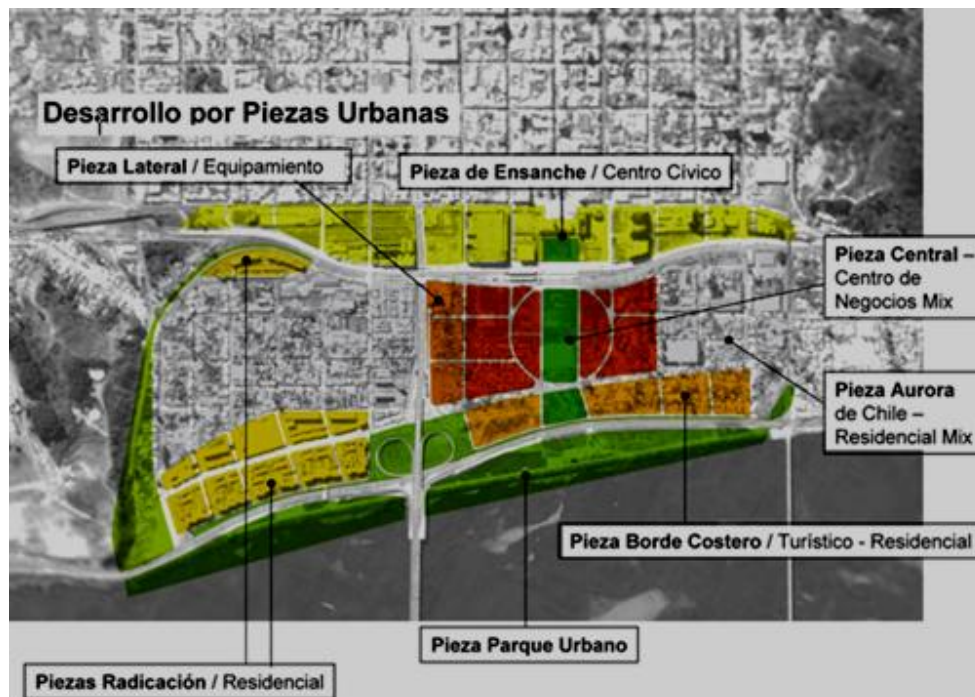 Desarrollo por Piezas Urbanas
Pieza Lateral / Equipamiento
Pieza de Ensanche / Centro Cívico
Pieza Central –
Centro de
Negocios Mix
Pieza Aurora
de Chile –
Residencial Mix
Pieza Borde Costero / Turístico - Residencial
Pieza Parque Urbano
Piezas Radicación / Residencial